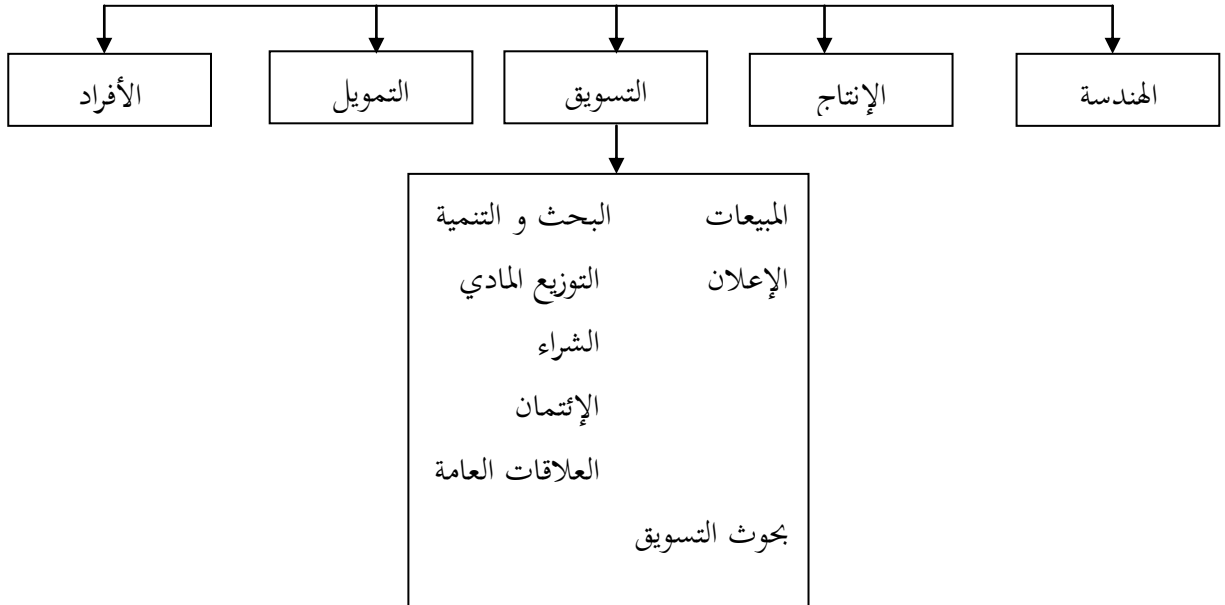 الهندسة
الإنتاج
التسويق
التمويل
الأفراد
المبيعات البحث و التنمية
الإعلان التوزيع المادي
الشراء
الإئتمان
العلاقات العامة
بحوث التسويق